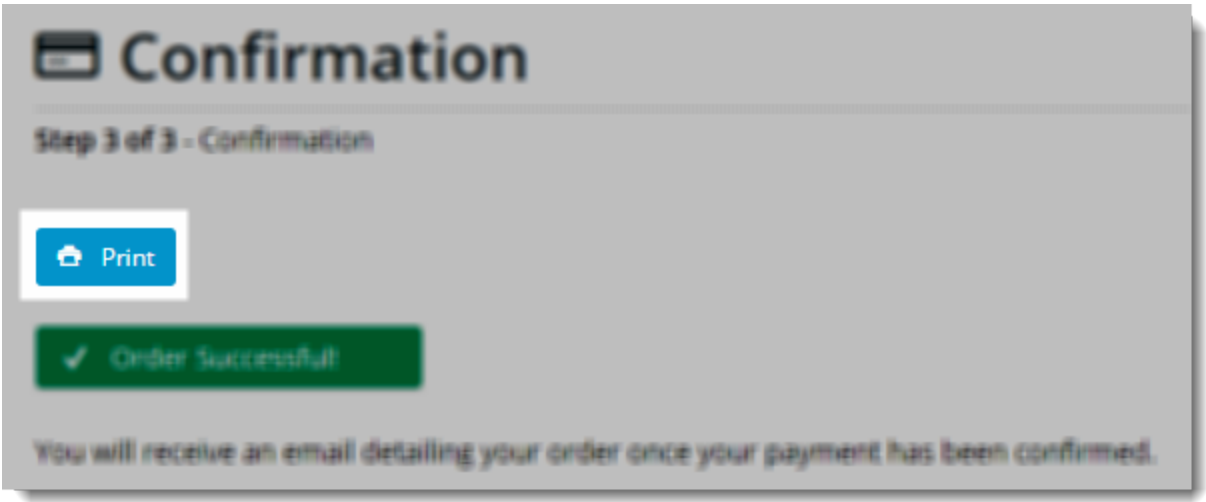 Confirmation
Step 3 of 3 - Confirmation
Print
Order Successful!
You will receive an email detailing your order once your payment has been confirmed.